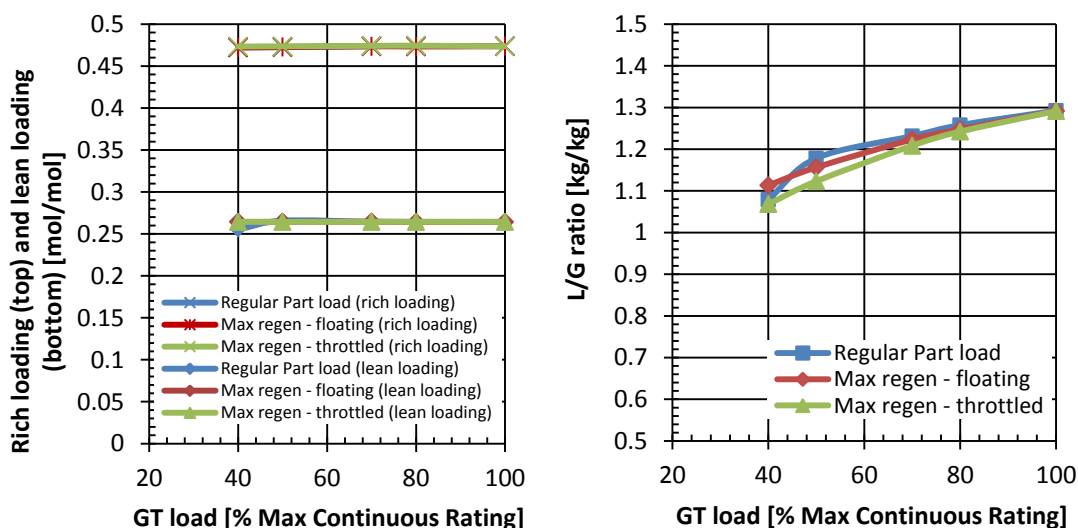 Rich loading (top) and lean loading
(bottom) [mol/mol]
0.5
0.45
0.4
0.35
0.3
0.25
0.2
0.15
0.1
0.05
0
Regular Part load (rich loading)
Max regen - floating (rich loading)
Max regen - throttled (rich loading)
Regular Part load (lean loading)
Max regen - floating (lean loading)
Max regen - throttled (lean loading)
20 40 60 80 100
GT load [% Max Continuous Rating]
L/G ratio [kg/kg]
1.5
1.4
1.3
1.2
1.1
1
0.9
0.8
0.7
0.6
0.5
Regular Part load
Max regen - floating
Max regen - throttled
20 40 60 80 100
GT load [% Max Continuous Rating]